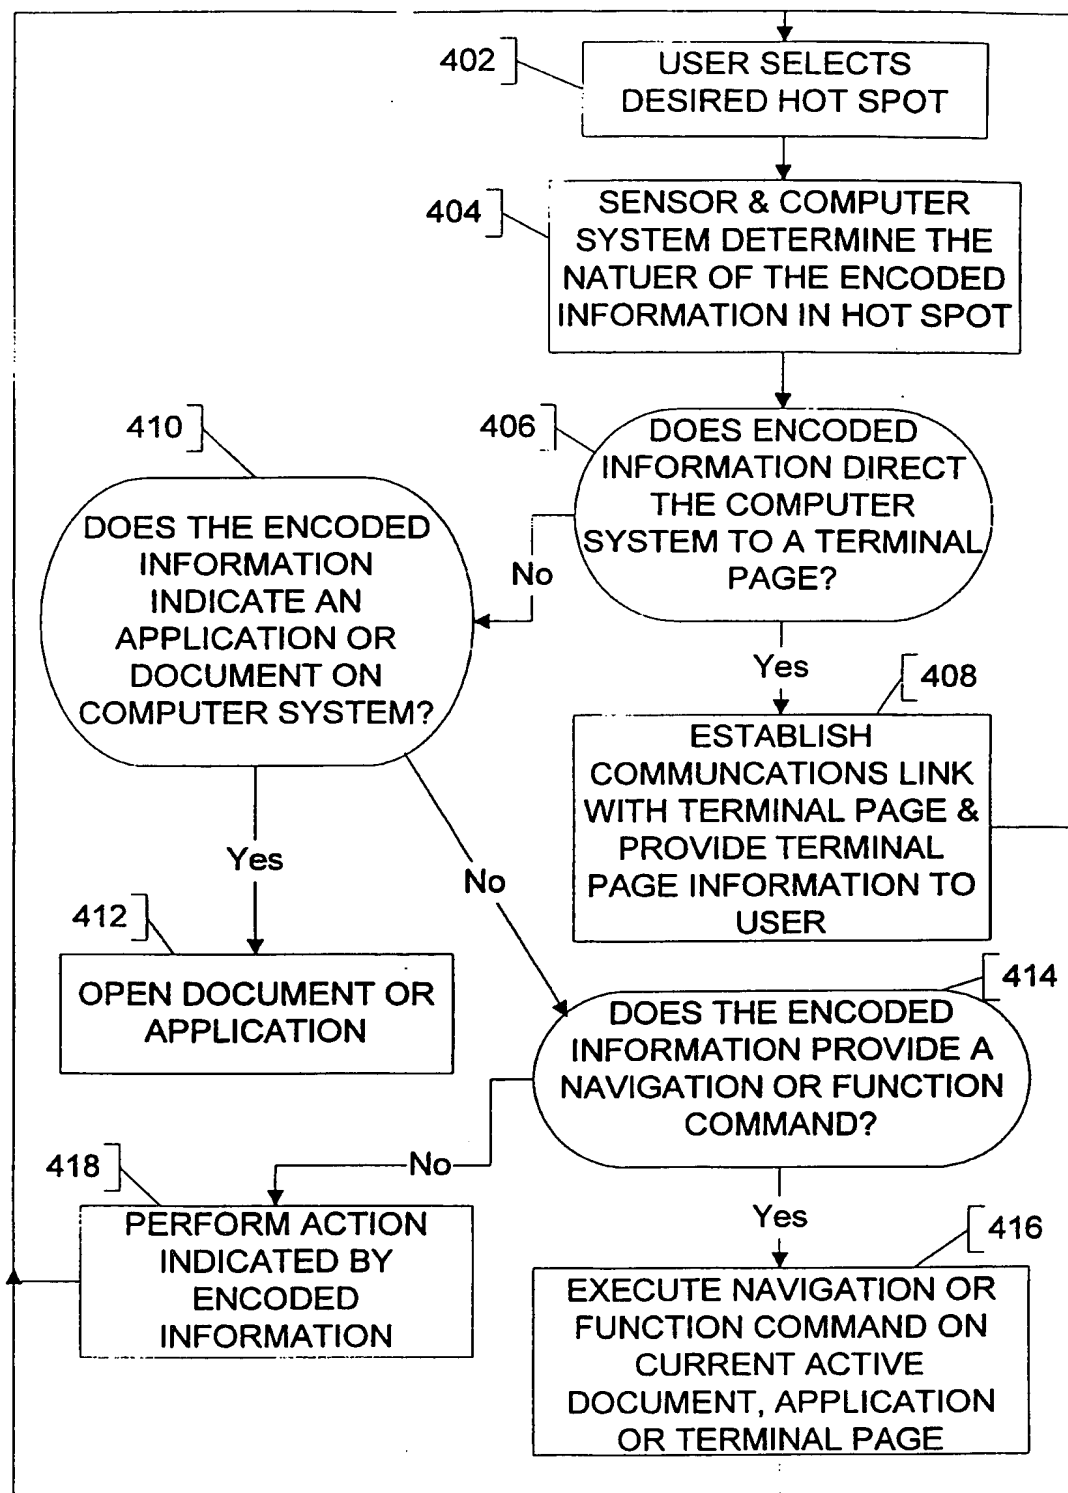 402
USER SELECTS
DESIRED HOT SPOT
404
SENSOR & COMPUTER
SYSTEM DETERMINE THE
NATUER OF THE ENCODED
INFORMATION IN HOT SPOT
406
DOES ENCODED
INFORMATION DIRECT
THE COMPUTER
SYSTEM TO A TERMINAL
PAGE?
No
Yes
410
DOES THE ENCODED
INFORMATION
INDICATE AN
APPLICATION OR
DOCUMENT ON
COMPUTER SYSTEM?
408
ESTABLISH
COMMUNCATIONS LINK
WITH TERMINAL PAGE &
PROVIDE TERMINAL
PAGE INFORMATION TO
USER
Yes
No
412
OPEN DOCUMENT OR
APPLICATION
414
DOES THE ENCODED
INFORMATION PROVIDE A
NAVIGATION OR FUNCTION
COMMAND?
No
Yes
418
PERFORM ACTION
INDICATED BY
ENCODED
INFORMATION
416
EXECUTE NAVIGATION OR
FUNCTION COMMAND ON
CURRENT ACTIVE
DOCUMENT, APPLICATION
OR TERMINAL PAGE